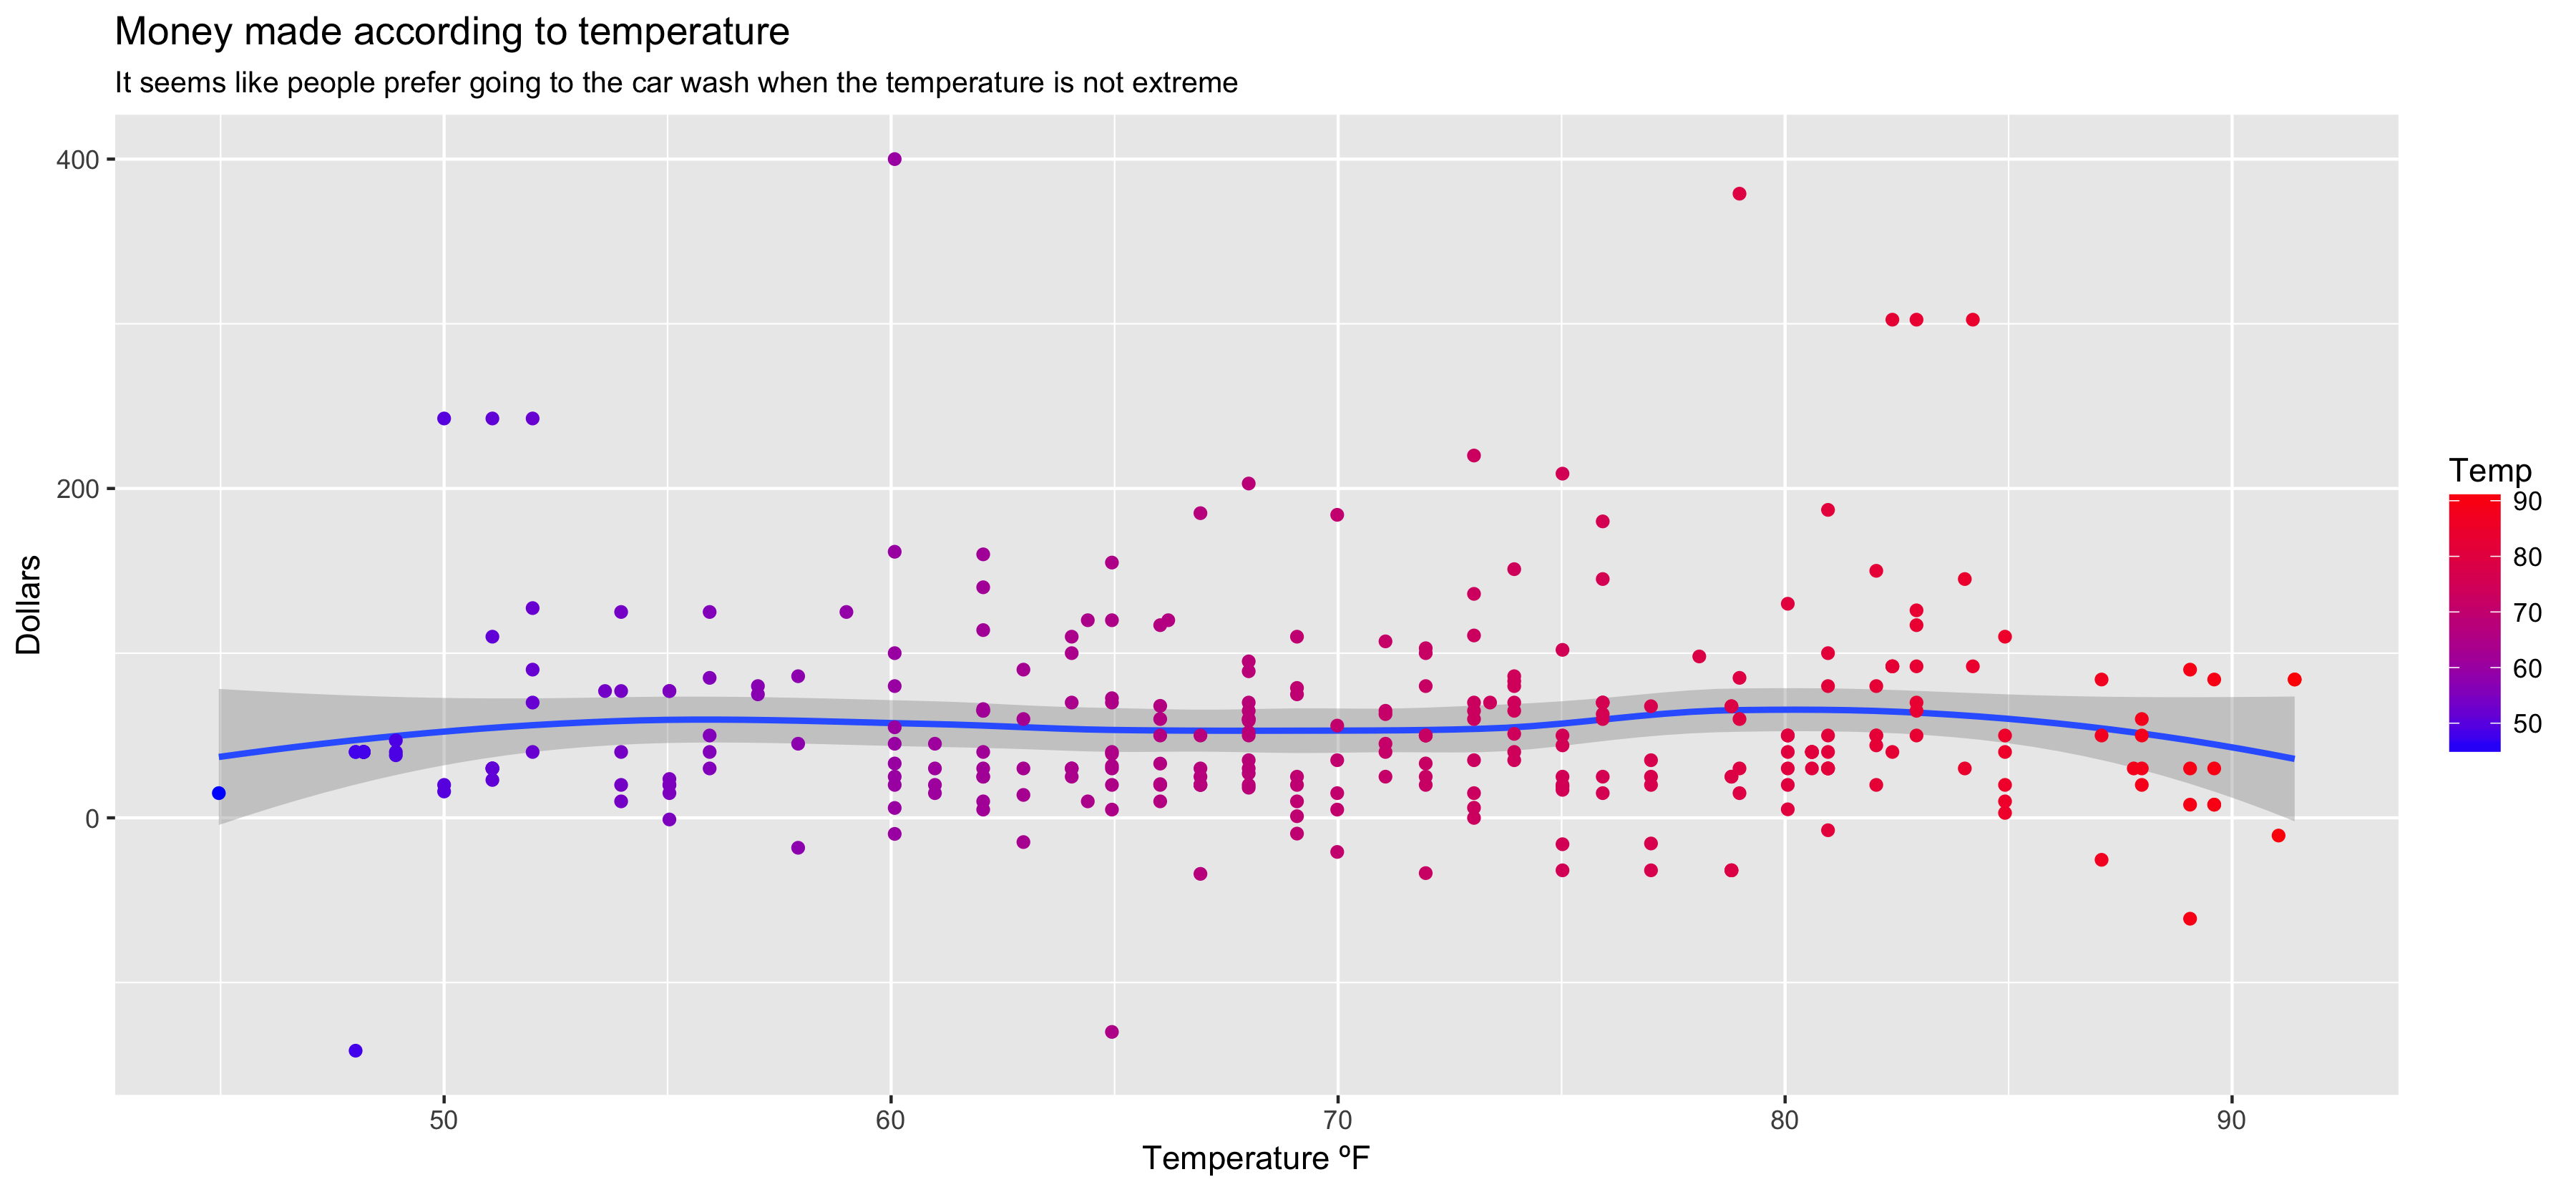 Money made according to temperature
It seems like people prefer going to the car wash when the temperature is not extreme
400
200
0
Dollars
50 60 70 80 90
Temperature ºF
Temp
90
80
70
60
50